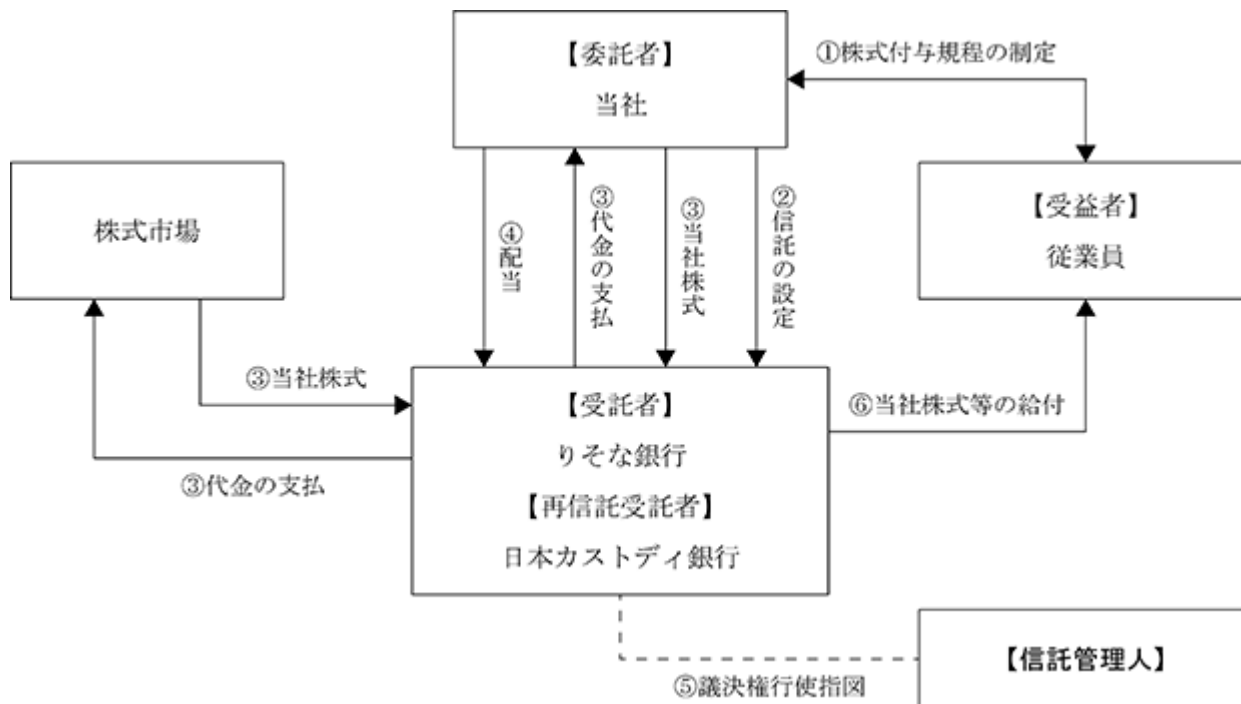 【委託者】
当社
①株式付与規程の制定
株式市場
【受益者】
従業員
④配当
③代金の支払
③当社株式
②信託の設定
③当社株式
③代金の支払
【受託者】
りそな銀行
【再信託受託者】
日本カストディ銀行
⑥当社株式等の給付
【信託管理人】
⑤議決権行使指図